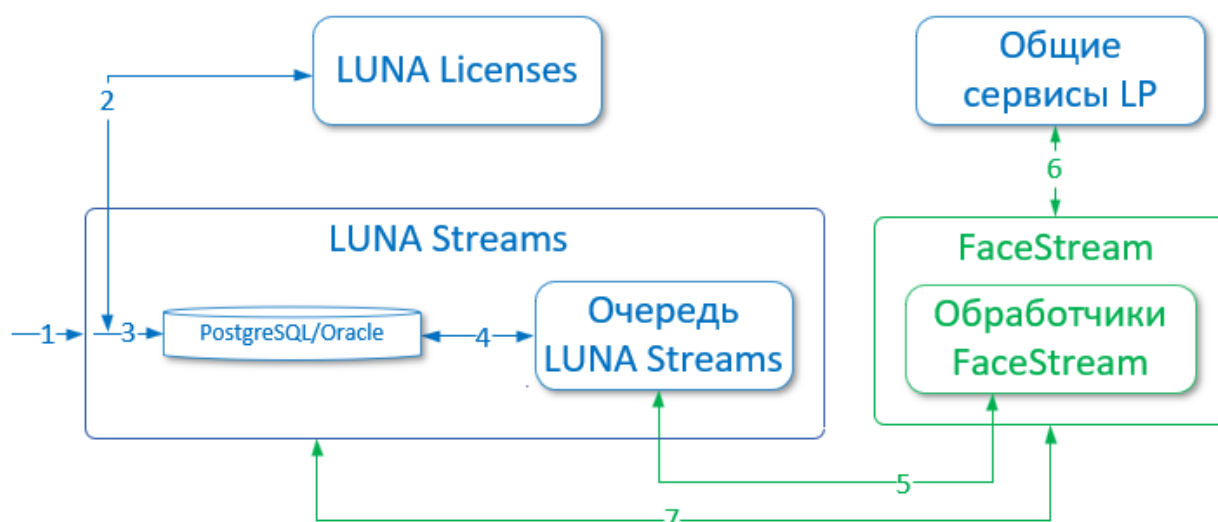 LUNA Licenses
Общие
сервисы LP
2
6
LUNA Streams
FaceStream
1
3
PostgreSQL/Oracle
4
Очередь
LUNA Streams
Обработчики
FaceStream
5
7